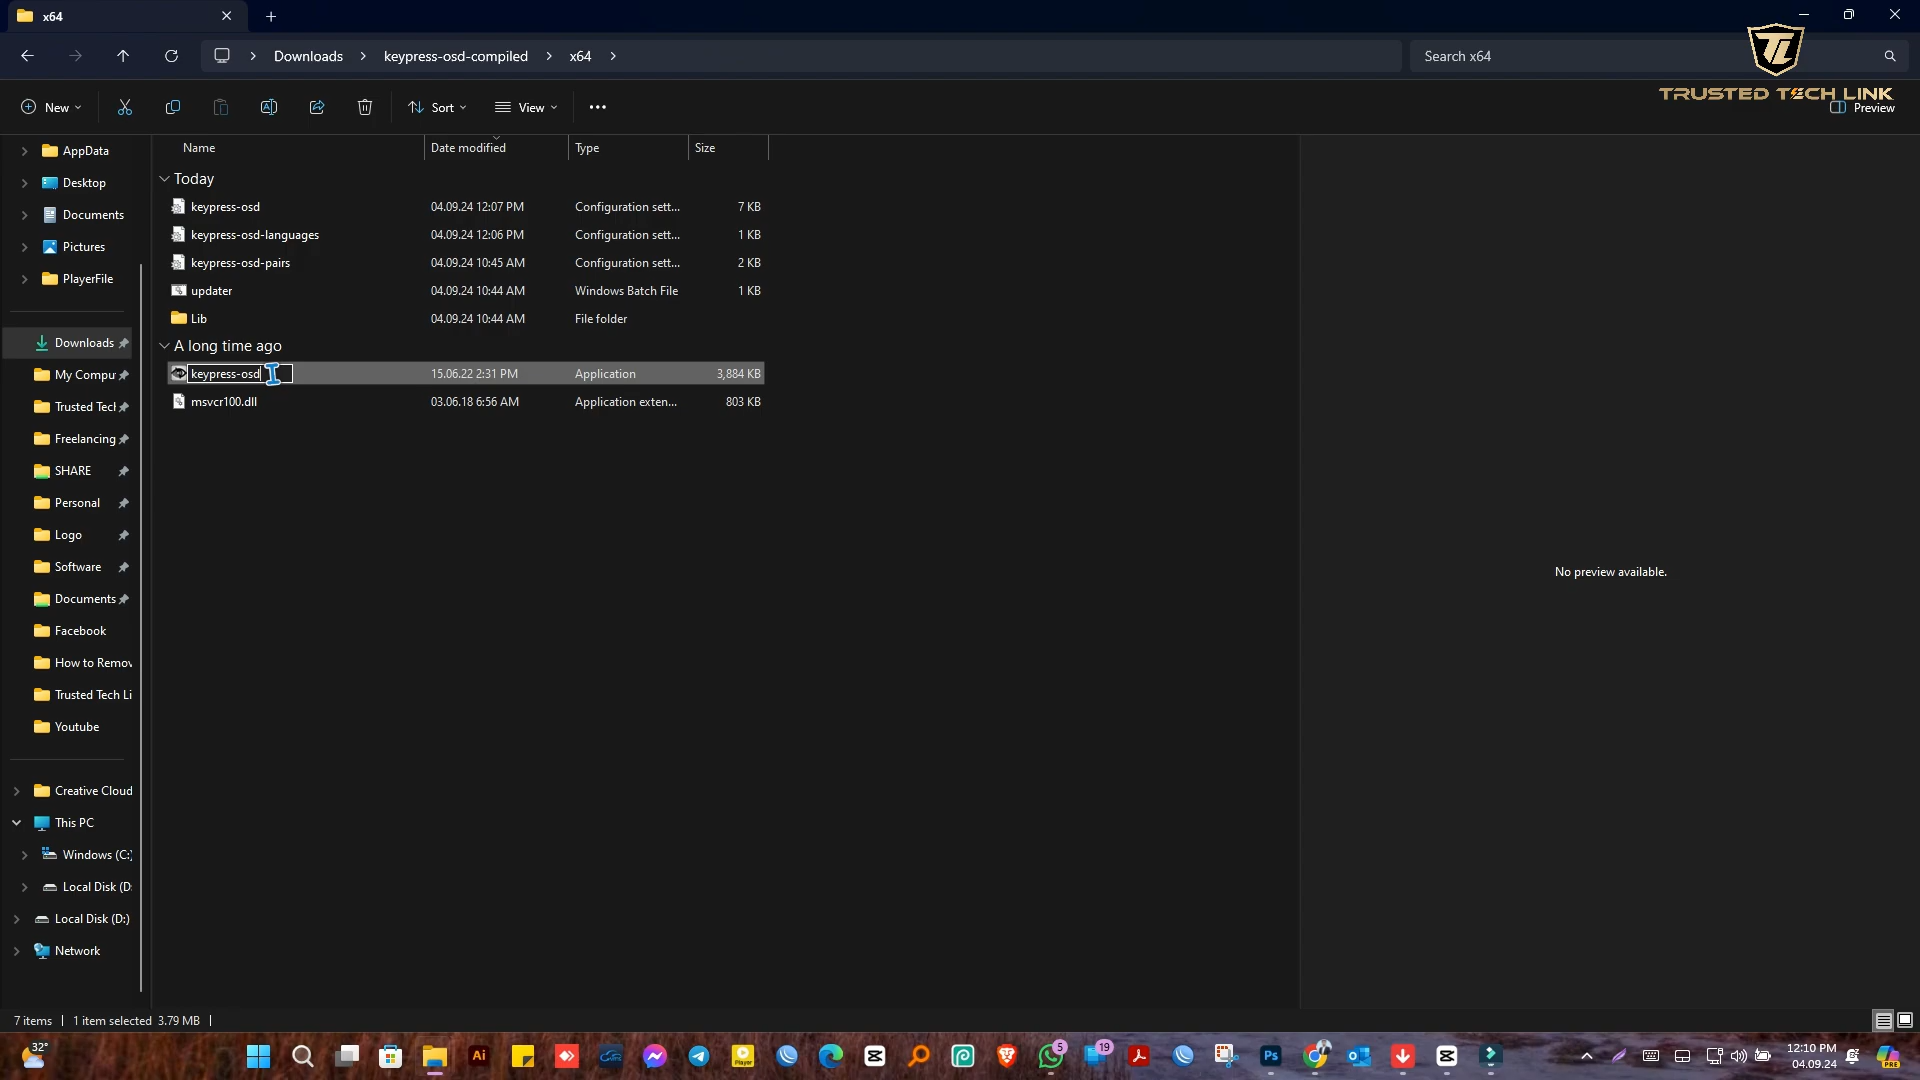 x64
Downloads
keypress-osd-compiled
x64
Search x64
TRUSTED TECH LINK
New
Sort
View
Preview
Name Date modified Type Size
AppData
Desktop
Documents
Pictures
PlayerFile
Downloads
My Compu
Trusted Tecl
Freelancing
SHARE
Personal
Logo
Software
Documents
Facebook
How to Remov
Trusted Tech Li
Youtube
Creative Cloud
This PC
Windows (C:)
Local Disk (D:
Local Disk (D:)
Network
Today
keypress-osd 04.09.24 12:07 PM Configuration sett... 7 KB
keypress-osd-languages 04.09.24 12:06 PM Configuration sett... 1 KB
keypress-osd-pairs 04.09.24 10:45 AM Configuration sett... 2 KB
updater 04.09.24 10:44 AM Windows Batch File 1 KB
Lib 04.09.24 10:44 AM File folder
A long time ago
keypress-osd 15.06.22 2:31 PM Application 3,884 KB
msvcr100.dll 03.06.18 6:56 AM Application exten... 803 KB
No preview available.
7 items 1 item selected 3.79 MB
32°
Ai
Player
5
19
Ps
12:10 PM
04.09.24
PRE